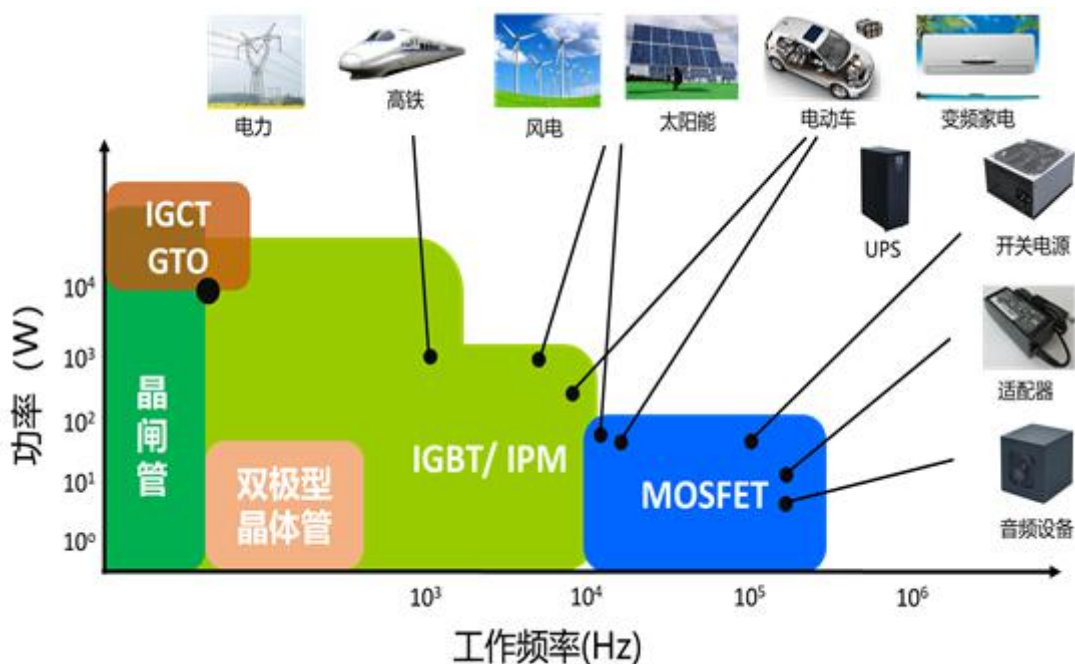 电力
高铁
风电
太阳能
电动车
变频家电
UPS
开关电源
适配器
音频设备
功率（W）
10⁴
10³
10²
10¹
10⁰
IGCT
GTO
晶
闸
管
双极型
晶体管
IGBT/ IPM
MOSFET
10³
10⁴
10⁵
10⁶
工作频率(Hz)